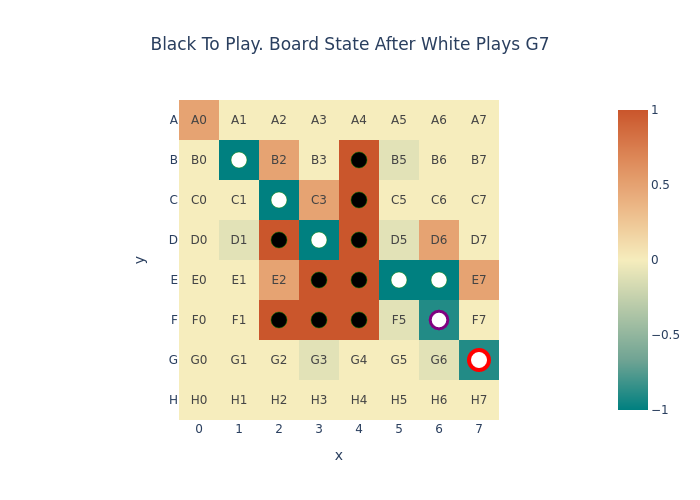 Black To Play. Board State After White Plays G7
A A0 A1 A2 A3 A4 A5 A6 A7
B B0 B2 B3 B5 B6 B7
C C0 C1 C3 C5 C6 C7
D D0 D1 D5 D6 D7
E E0 E1 E2 E7
F F0 F1 F5 F7
G G0 G1 G2 G3 G4 G5 G6
H H0 H1 H2 H3 H4 H5 H6 H7
0 1 2 3 4 5 6 7
x
y
1
0.5
0
−0.5
−1